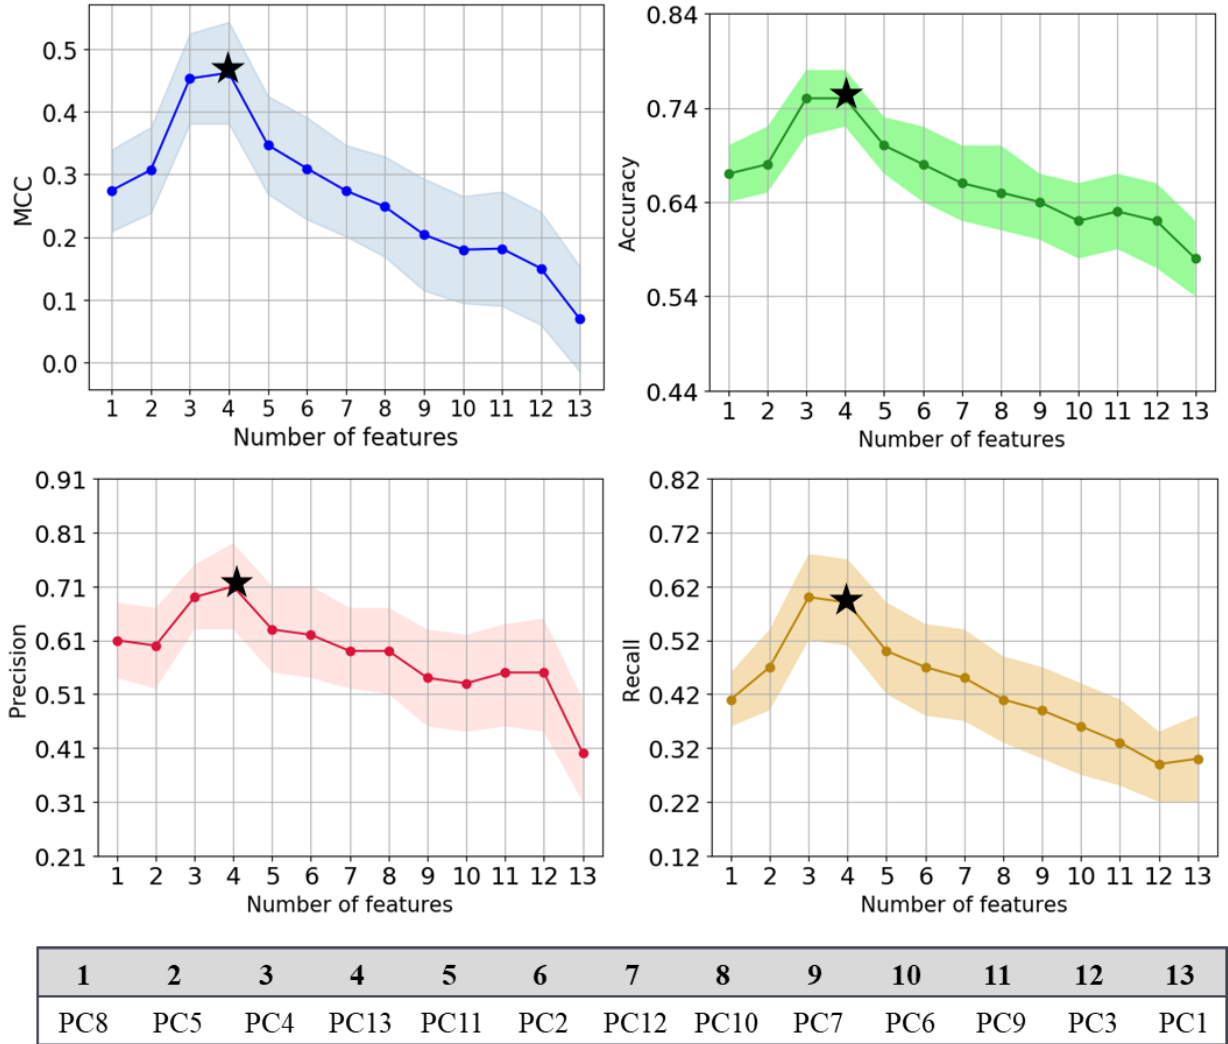 MCC
0.5
0.4
0.3
0.2
0.1
0.0
1 2 3 4 5 6 7 8 9 10 11 12 13
Number of features
Accuracy
0.84
0.74
0.64
0.54
0.44
1 2 3 4 5 6 7 8 9 10 11 12 13
Number of features
Precision
0.91
0.81
0.71
0.61
0.51
0.41
0.31
0.21
1 2 3 4 5 6 7 8 9 10 11 12 13
Number of features
Recall
0.82
0.72
0.62
0.52
0.42
0.32
0.22
0.12
1 2 3 4 5 6 7 8 9 10 11 12 13
Number of features
1 2 3 4 5 6 7 8 9 10 11 12 13
PC8 PC5 PC4 PC13 PC11 PC2 PC12 PC10 PC7 PC6 PC9 PC3 PC1